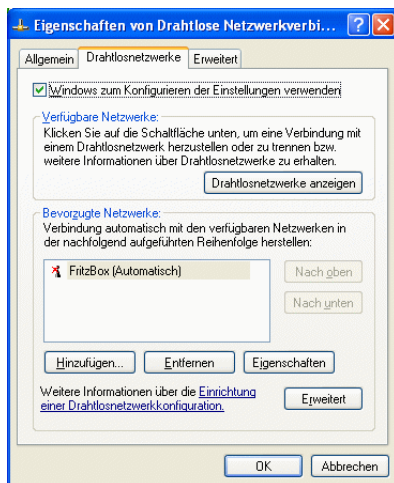 Eigenschaften von Drahtlose Netzwerkverbi...
Allgemein Drahtlosnetzwerke Erweitert
Windows zum Konfigurieren der Einstellungen verwenden
Verfügbare Netzwerke:
Klicken Sie auf die Schaltfläche unten, um eine Verbindung mit
einem Drahtlosnetzwerk herzustellen oder zu trennen bzw.
weitere Informationen über Drahtlosnetzwerke zu erhalten.
Drahtlosnetzwerke anzeigen
Bevorzugte Netzwerke:
Verbindung automatisch mit den verfügbaren Netzwerken in
der nachfolgend aufgeführten Reihenfolge herstellen:
FritzBox (Automatisch)
Nach oben
Nach unten
Hinzufügen... Entfernen Eigenschaften
Weitere Informationen über die Einrichtung
einer Drahtlosnetzwerkkonfiguration.
Erweitert
OK Abbrechen